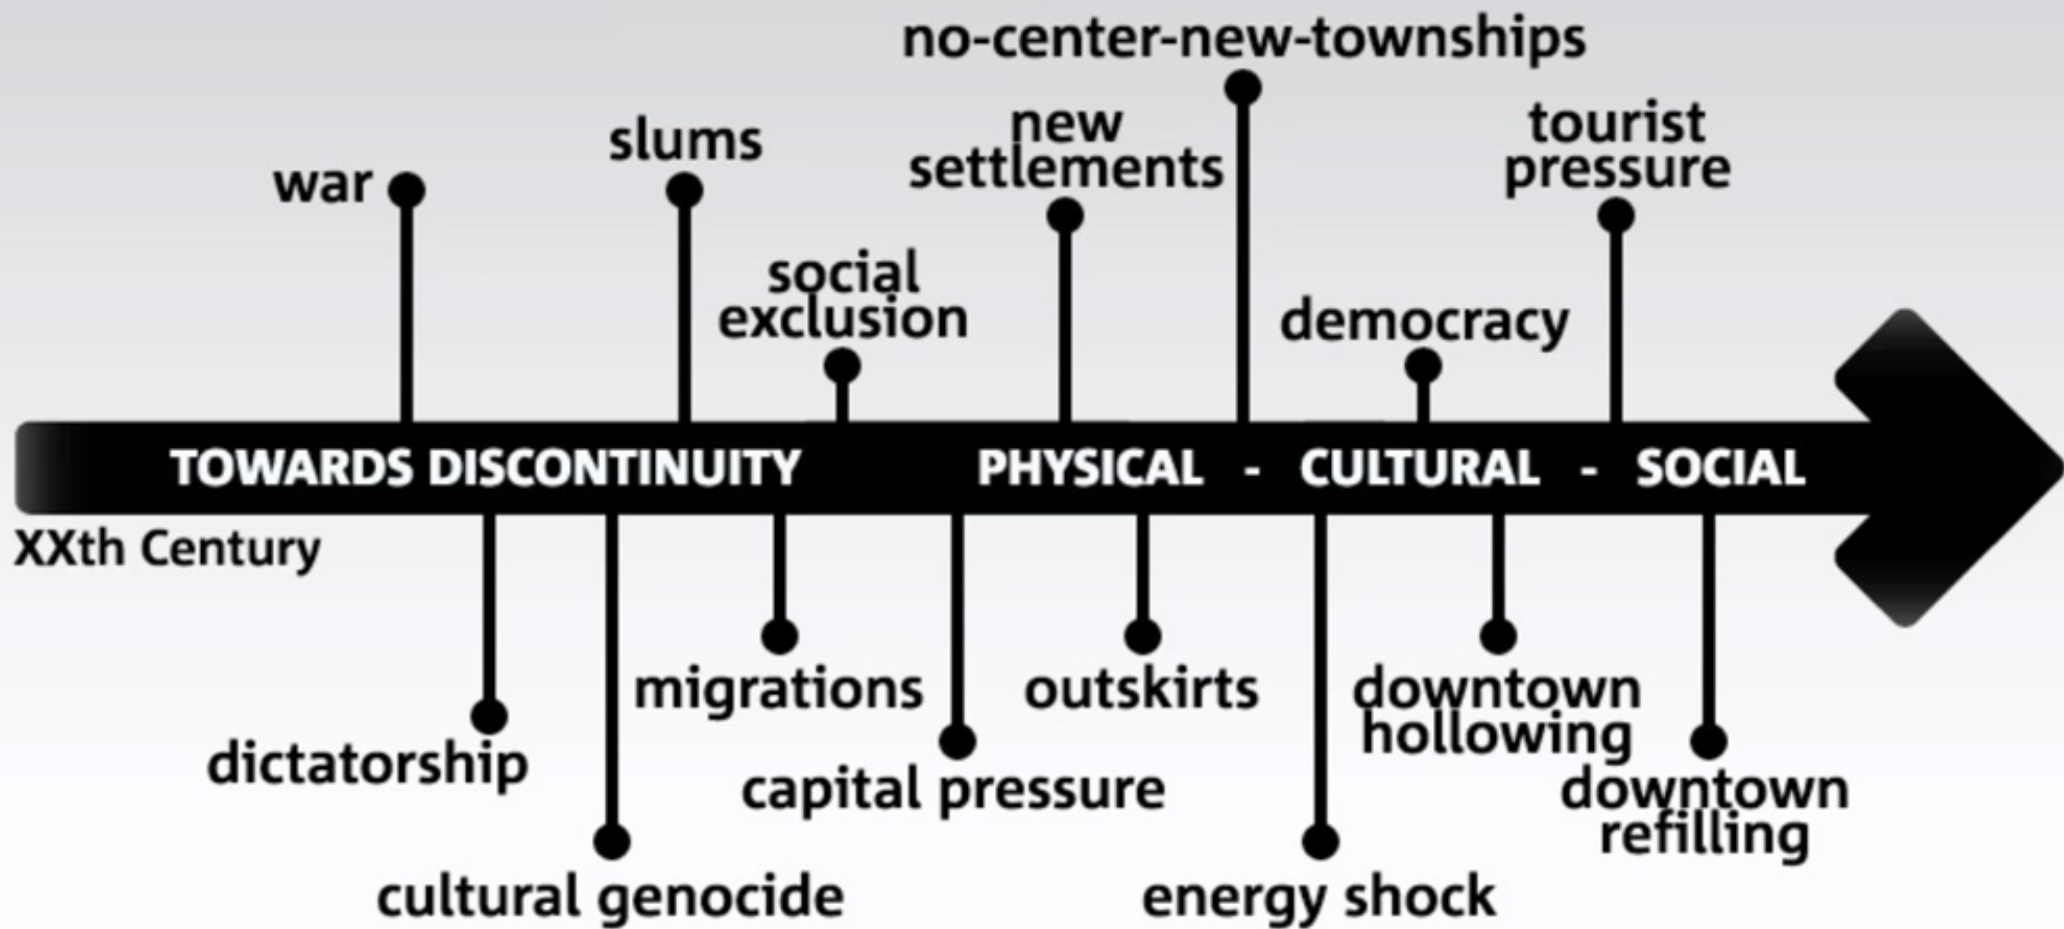 no-center-new-townships
war
slums
social
exclusion
new
settlements
democracy
tourist
pressure
TOWARDS DISCONTINUITY PHYSICAL - CULTURAL - SOCIAL
XXth Century
dictatorship
cultural genocide
migrations
capital pressure
outskirts
energy shock
downtown
hollowing
downtown
refilling